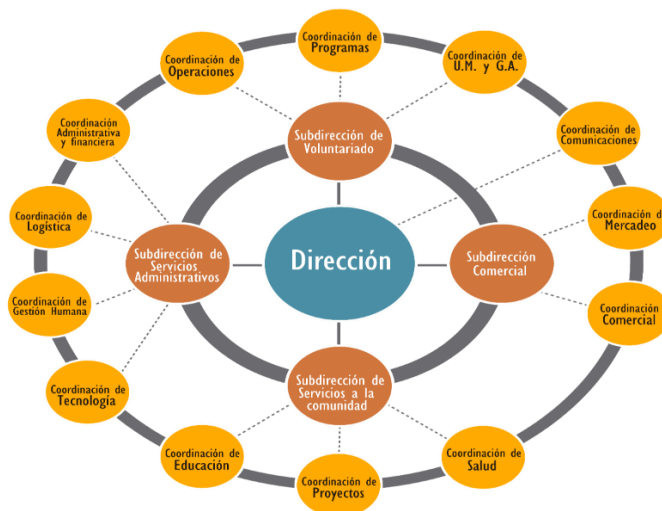 Coordinación de
Programas
Coordinación de
Operaciones
Coordinación de
U.M. y G.A.
Coordinación
Administrativa
y financiera
Subdirección de
Voluntariado
Coordinación de
Comunicaciones
Coordinación de
Logística
Coordinación de
Mercadeo
Subdirección de
Servicios
Administrativos
Dirección
Subdirección
Comercial
Coordinación de
Gestión Humana
Coordinación
Comercial
Coordinación de
Tecnología
Subdirección de
Servicios a la
comunidad
Coordinación de
Educación
Coordinación de
Salud
Coordinación de
Proyectos